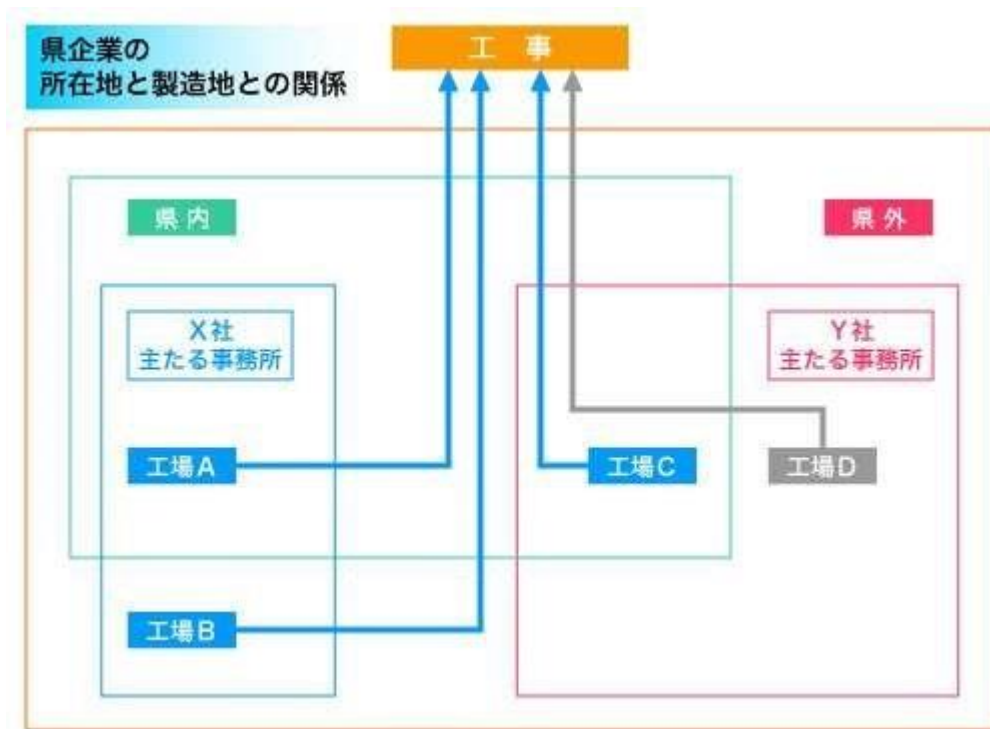 県企業の
所在地と製造地との関係
工事
県内
県外
X社
主たる事務所
Y社
主たる事務所
工場A
工場C
工場D
工場B